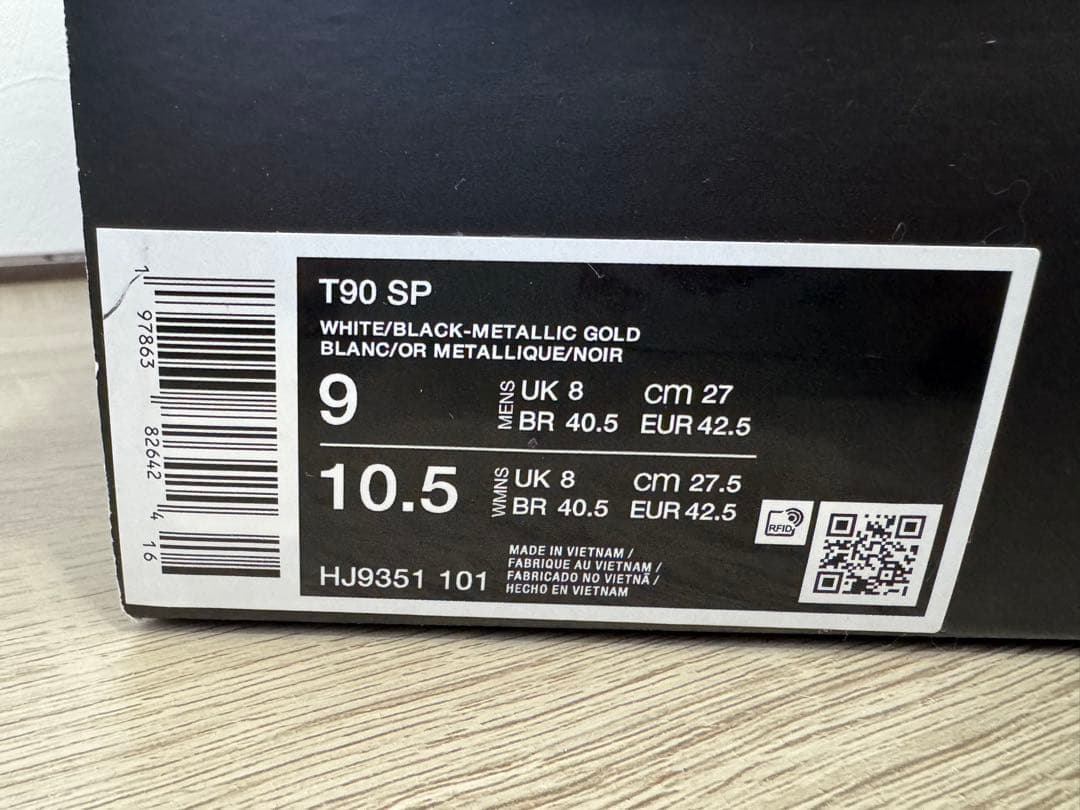 T90 SP
WHITE/BLACK-METALLIC GOLD
BLANC/OR METALLIQUE/NOIR
9 MENS UK 8 cm 27
BR 40.5 EUR 42.5
10.5 WMNS UK 8 cm 27.5
BR 40.5 EUR 42.5
RFID
HJ9351 101
MADE IN VIETNAM /
FABRIQUE AU VIETNAM /
FABRICADO NO VIETNÃ /
HECHO EN VIETNAM
1 97863 82642 4 16